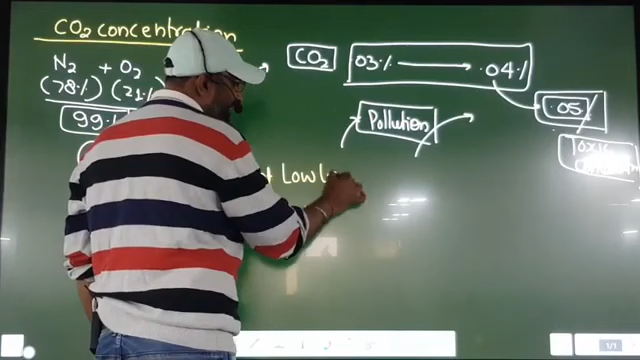 CO2 concentration
N2 + O2
(78%) (21%)
99%
CO2
03% → .04%
.05%
Pollution
Toxic
Low L